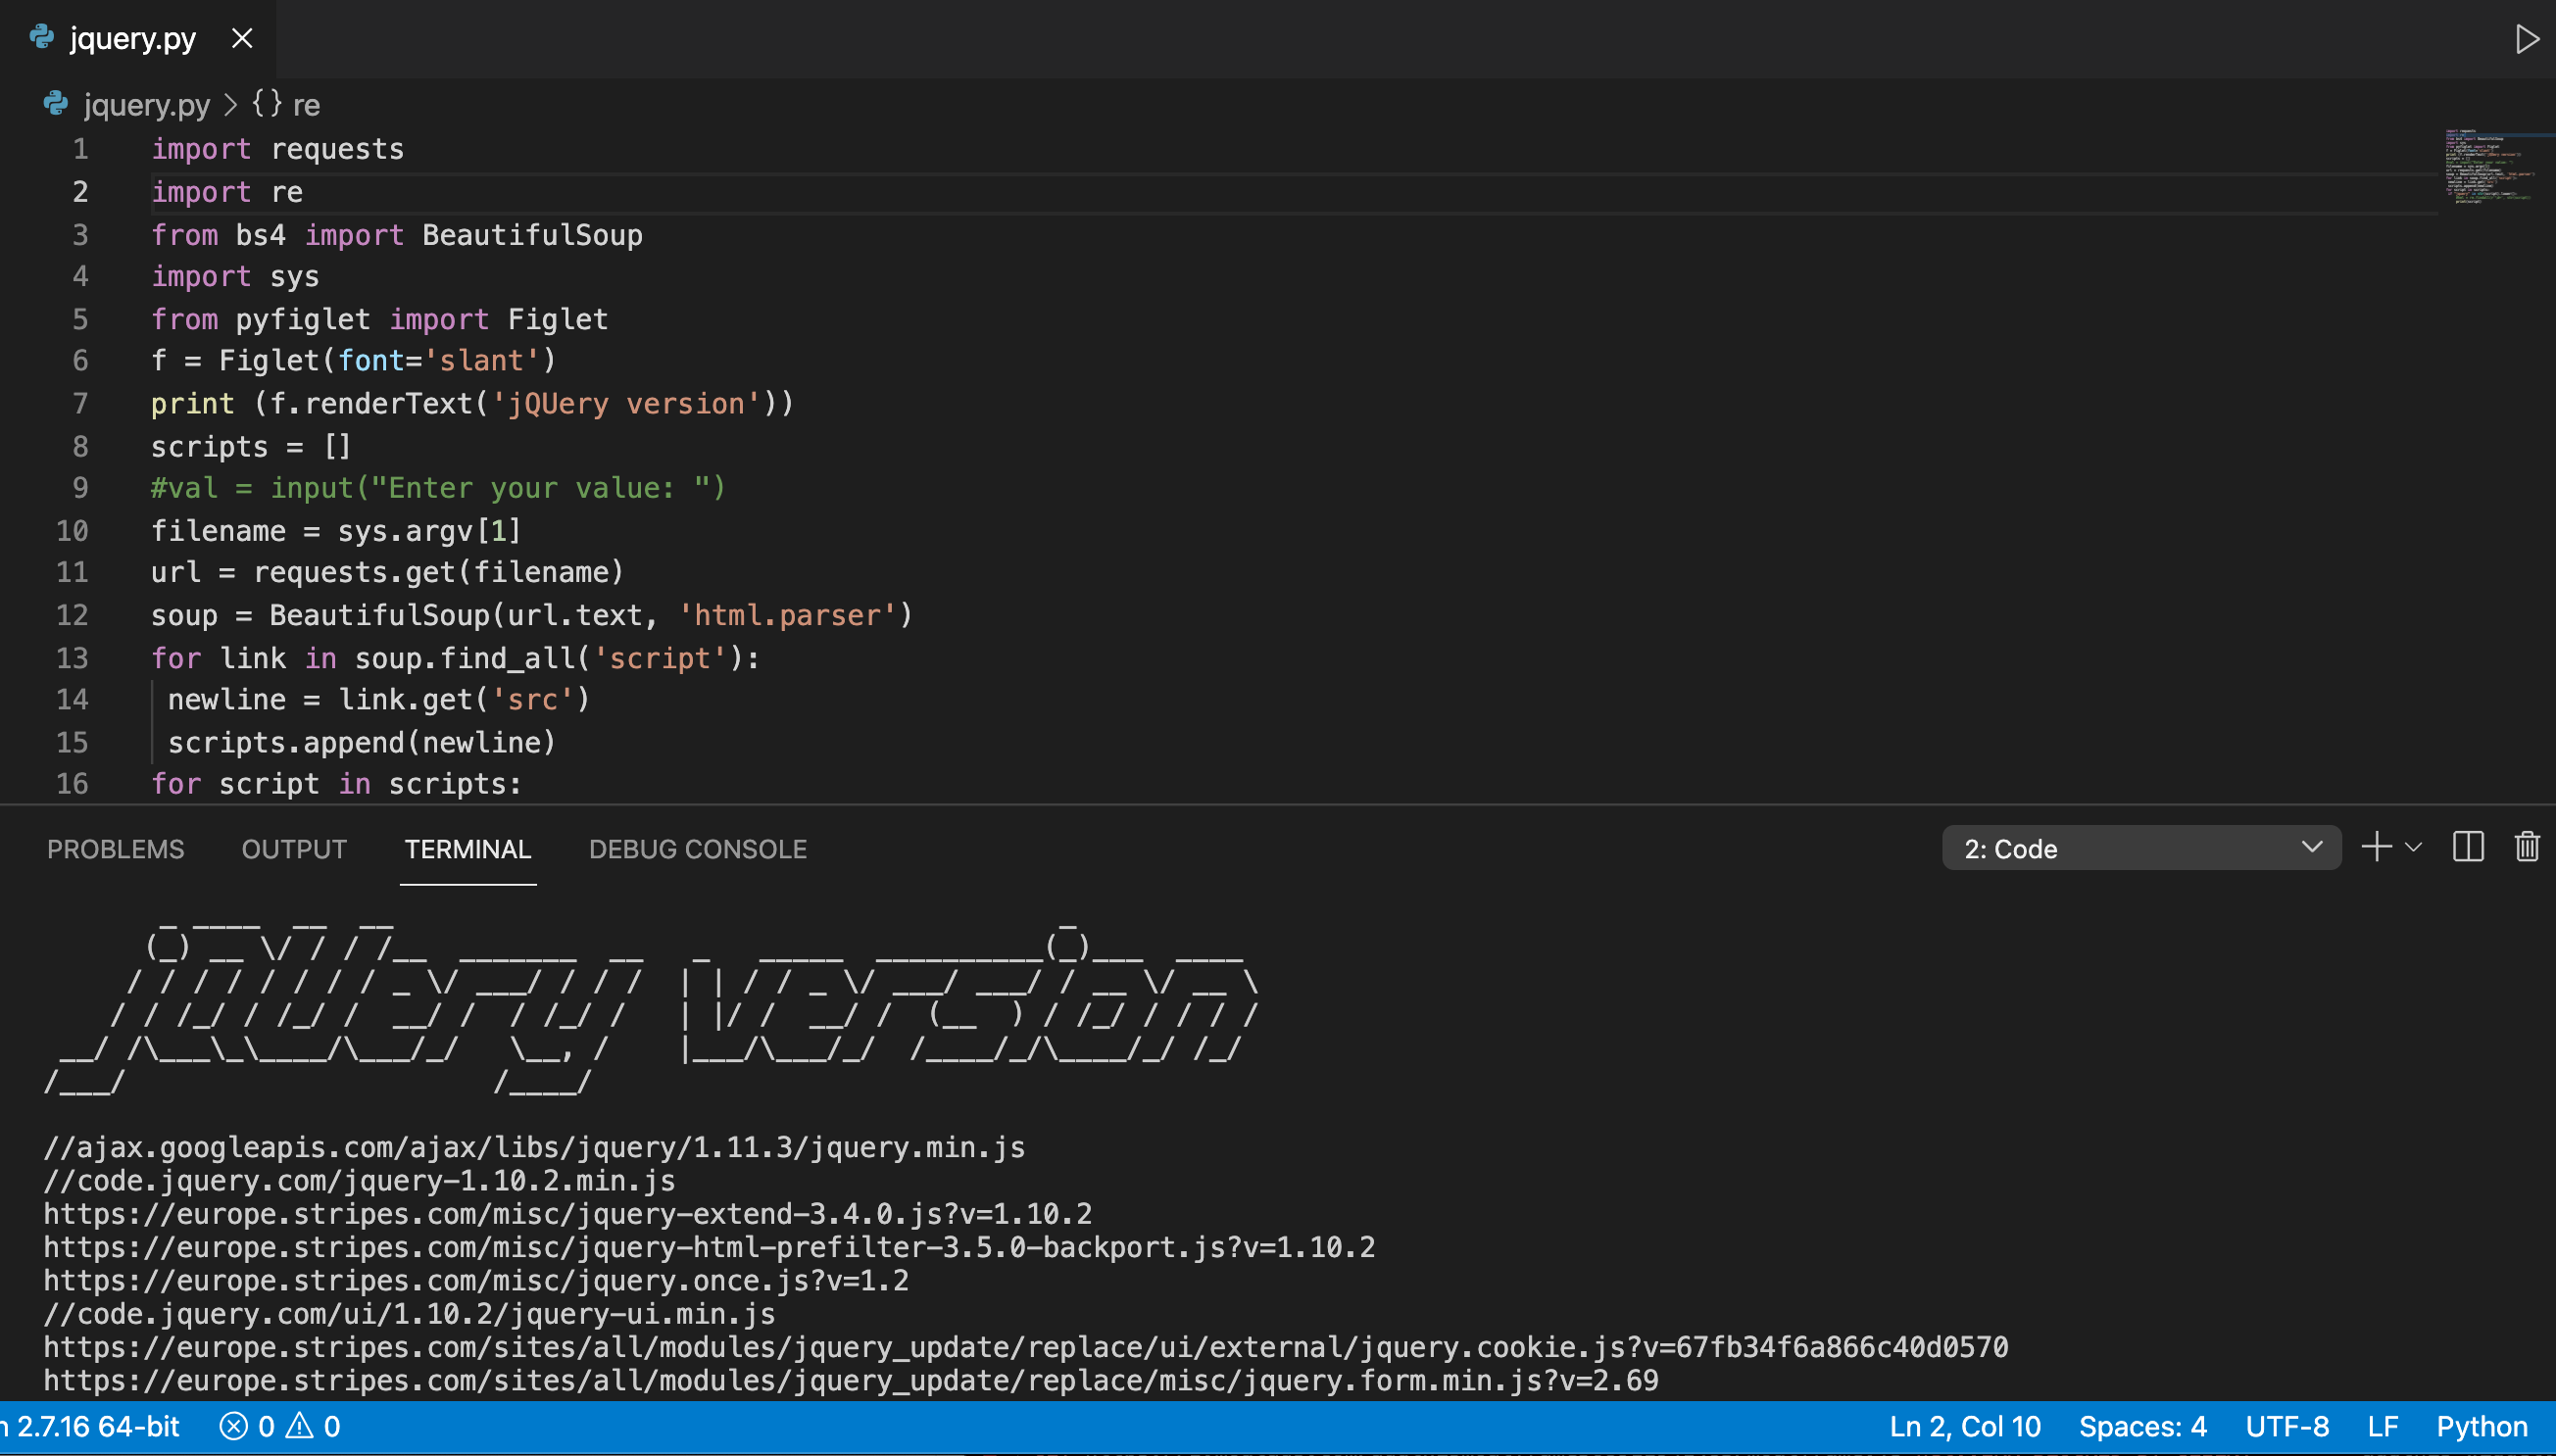 jquery.py
jquery.py > {} re
1 import requests
2 import re
3 from bs4 import BeautifulSoup
4 import sys
5 from pyfiglet import Figlet
6 f = Figlet(font='slant')
7 print (f.renderText('jQUery version'))
8 scripts = []
9 #val = input("Enter your value: ")
10 filename = sys.argv[1]
11 url = requests.get(filename)
12 soup = BeautifulSoup(url.text, 'html.parser')
13 for link in soup.find_all('script'):
14 newline = link.get('src')
15 scripts.append(newline)
16 for script in scripts:
PROBLEMS OUTPUT TERMINAL DEBUG CONSOLE 2: Code
jQUery version
//ajax.googleapis.com/ajax/libs/jquery/1.11.3/jquery.min.js
//code.jquery.com/jquery-1.10.2.min.js
https://europe.stripes.com/misc/jquery-extend-3.4.0.js?v=1.10.2
https://europe.stripes.com/misc/jquery-html-prefilter-3.5.0-backport.js?v=1.10.2
https://europe.stripes.com/misc/jquery.once.js?v=1.2
//code.jquery.com/ui/1.10.2/jquery-ui.min.js
https://europe.stripes.com/sites/all/modules/jquery_update/replace/ui/external/jquery.cookie.js?v=67fb34f6a866c40d0570
https://europe.stripes.com/sites/all/modules/jquery_update/replace/misc/jquery.form.min.js?v=2.69
n 2.7.16 64-bit 0 0 Ln 2, Col 10 Spaces: 4 UTF-8 LF Python